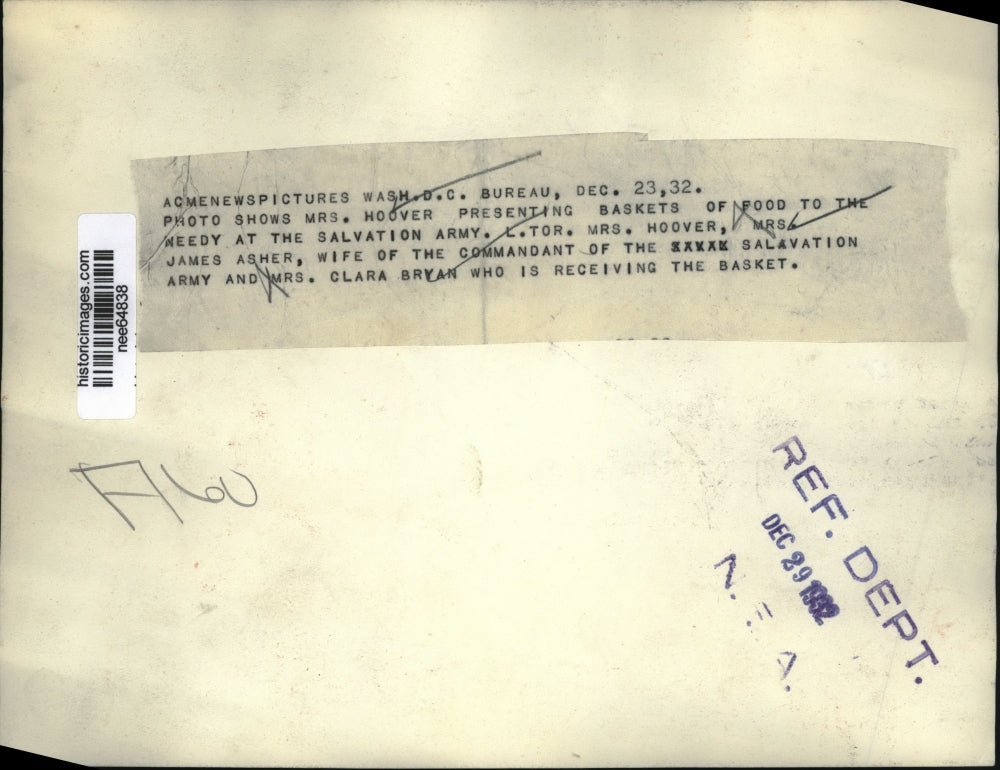 ACMENEWSPICTURES WASH.D.C. BUREAU, DEC. 23,32.
PHOTO SHOWS MRS. HOOVER PRESENTING BASKETS OF FOOD TO THE
NEEDY AT THE SALVATION ARMY. L.TOR. MRS. HOOVER, MRS.
JAMES ASHER, WIFE OF THE COMMANDANT OF THE SALAVATION
ARMY AND MRS. CLARA BRYAN WHO IS RECEIVING THE BASKET.
historicimages.com
nee64838
A60
REF. DEPT.
DEC 29 1932
N. E. A.